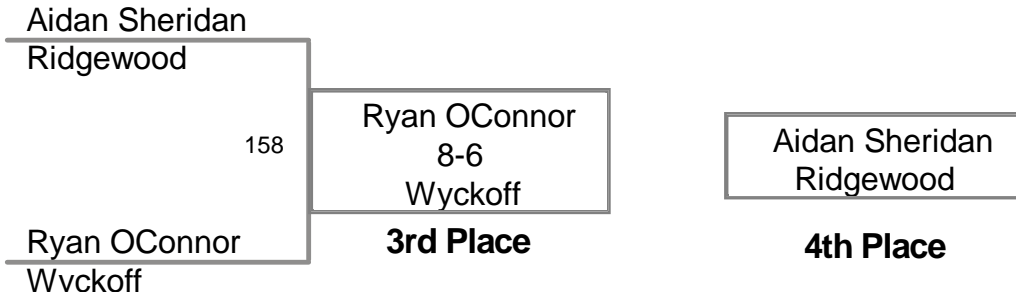 Aidan Sheridan
Ridgewood
158
Ryan OConnor
Wyckoff
Ryan OConnor
8-6
Wyckoff
3rd Place
Aidan Sheridan
Ridgewood
4th Place